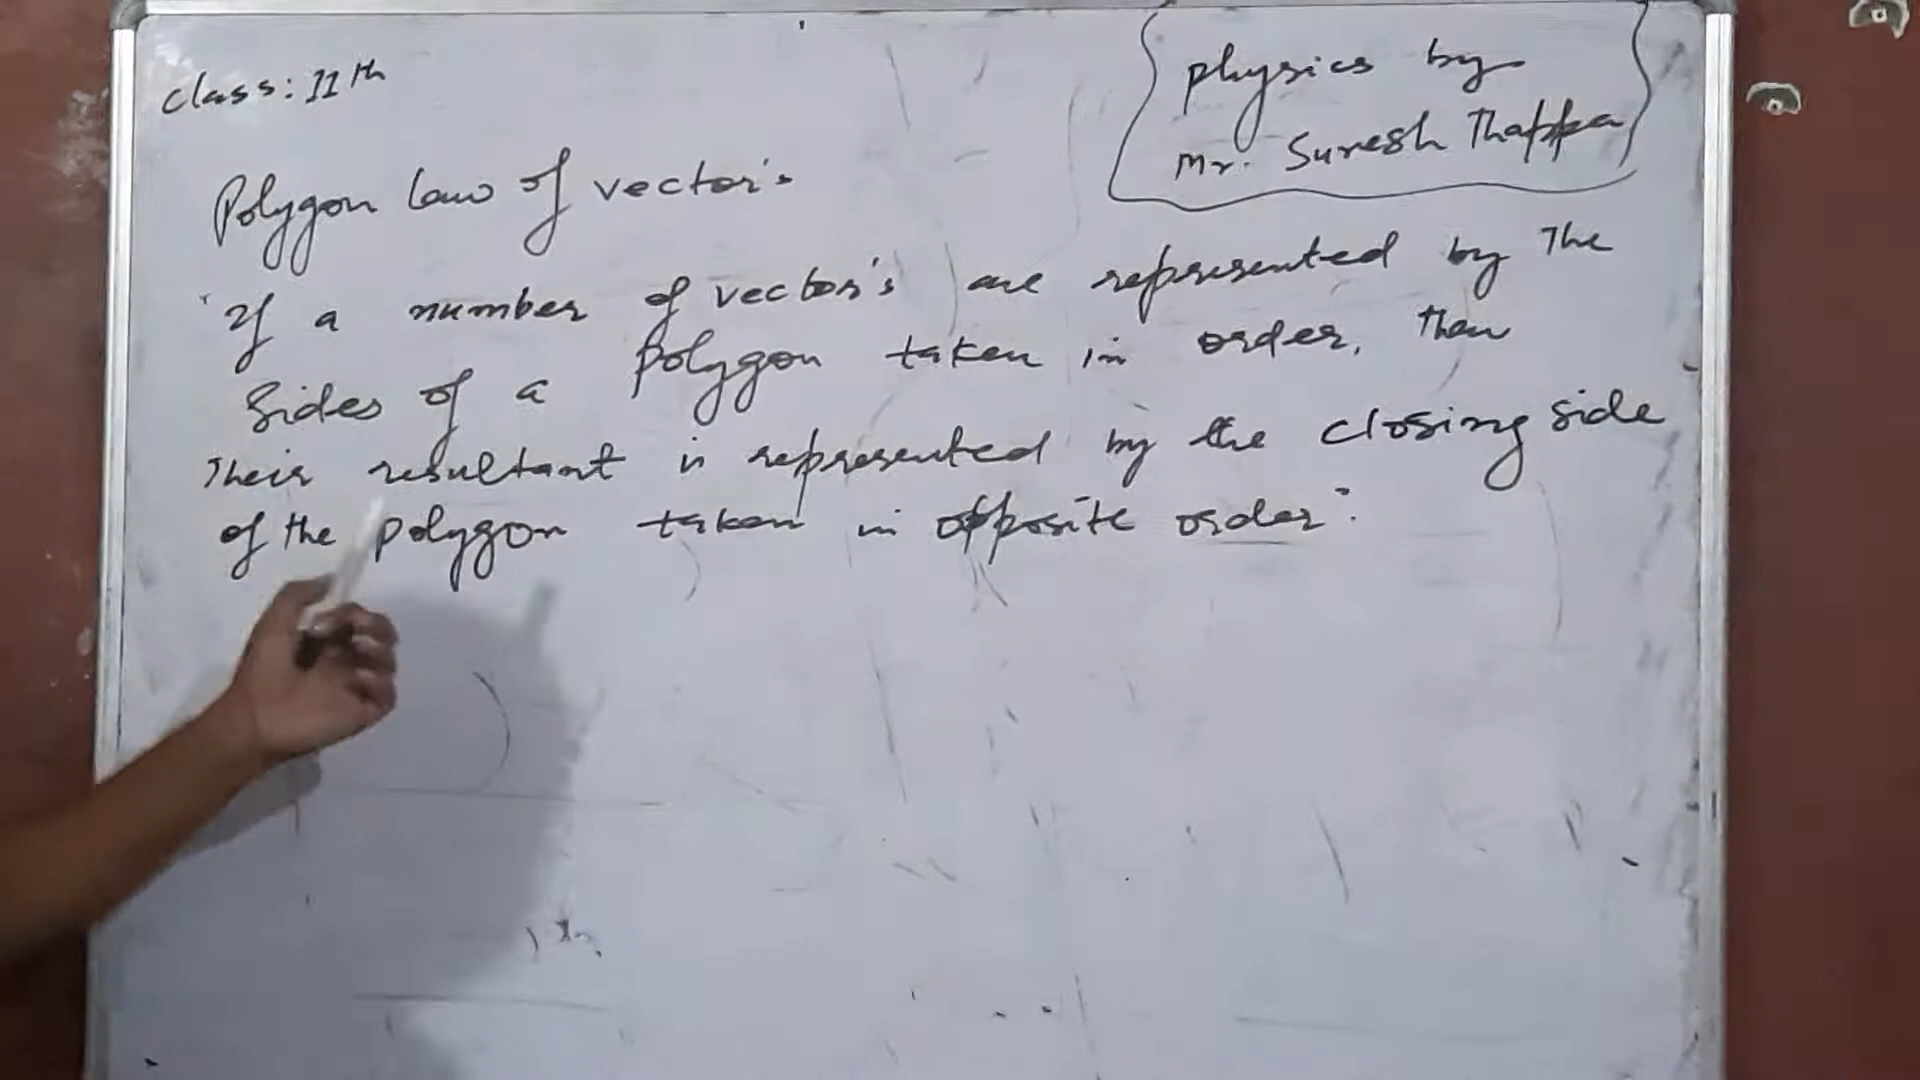 class: 11th
physics by
Mr. Suresh Thappa
Polygon law of vector's
"If a number of vector's are represented by The
Sides of a polygon taken in order, then
Their resultant is represented by the closing side
of the polygon taken in opposite order".